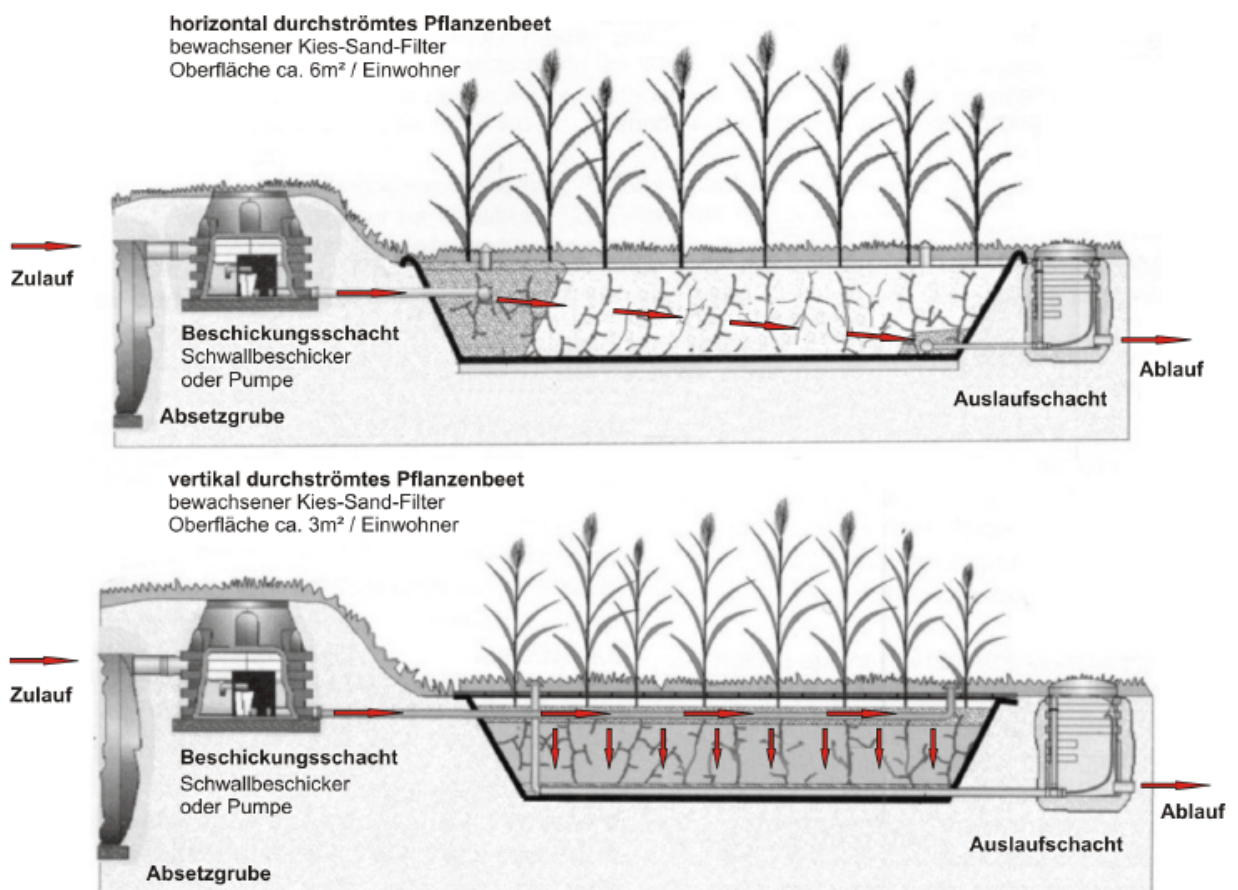 horizontal durchströmtes Pflanzenbeet
bewachsener Kies-Sand-Filter
Oberfläche ca. 6m² / Einwohner
Zulauf
Beschickungsschacht
Schwallbeschicker
oder Pumpe
Absetzgrube
Ablauf
Auslaufschacht
vertikal durchströmtes Pflanzenbeet
bewachsener Kies-Sand-Filter
Oberfläche ca. 3m² / Einwohner
Zulauf
Beschickungsschacht
Schwallbeschicker
oder Pumpe
Absetzgrube
Ablauf
Auslaufschacht